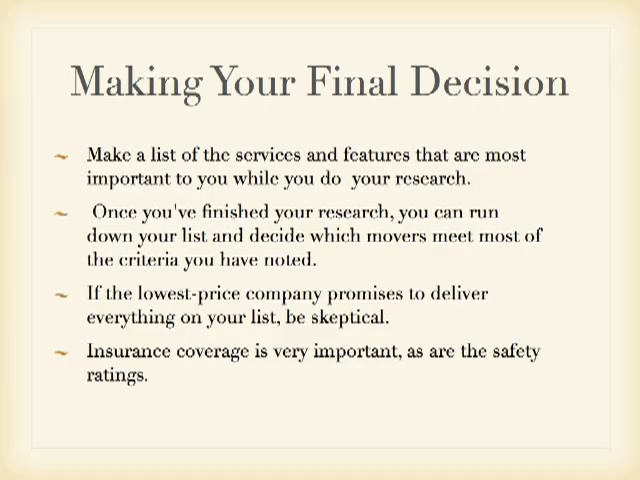 Making Your Final Decision
~ Make a list of the services and features that are most
important to you while you do your research.
~ Once you've finished your research, you can run
down your list and decide which movers meet most of
the criteria you have noted.
~ If the lowest-price company promises to deliver
everything on your list, be skeptical.
~ Insurance coverage is very important, as are the safety
ratings.